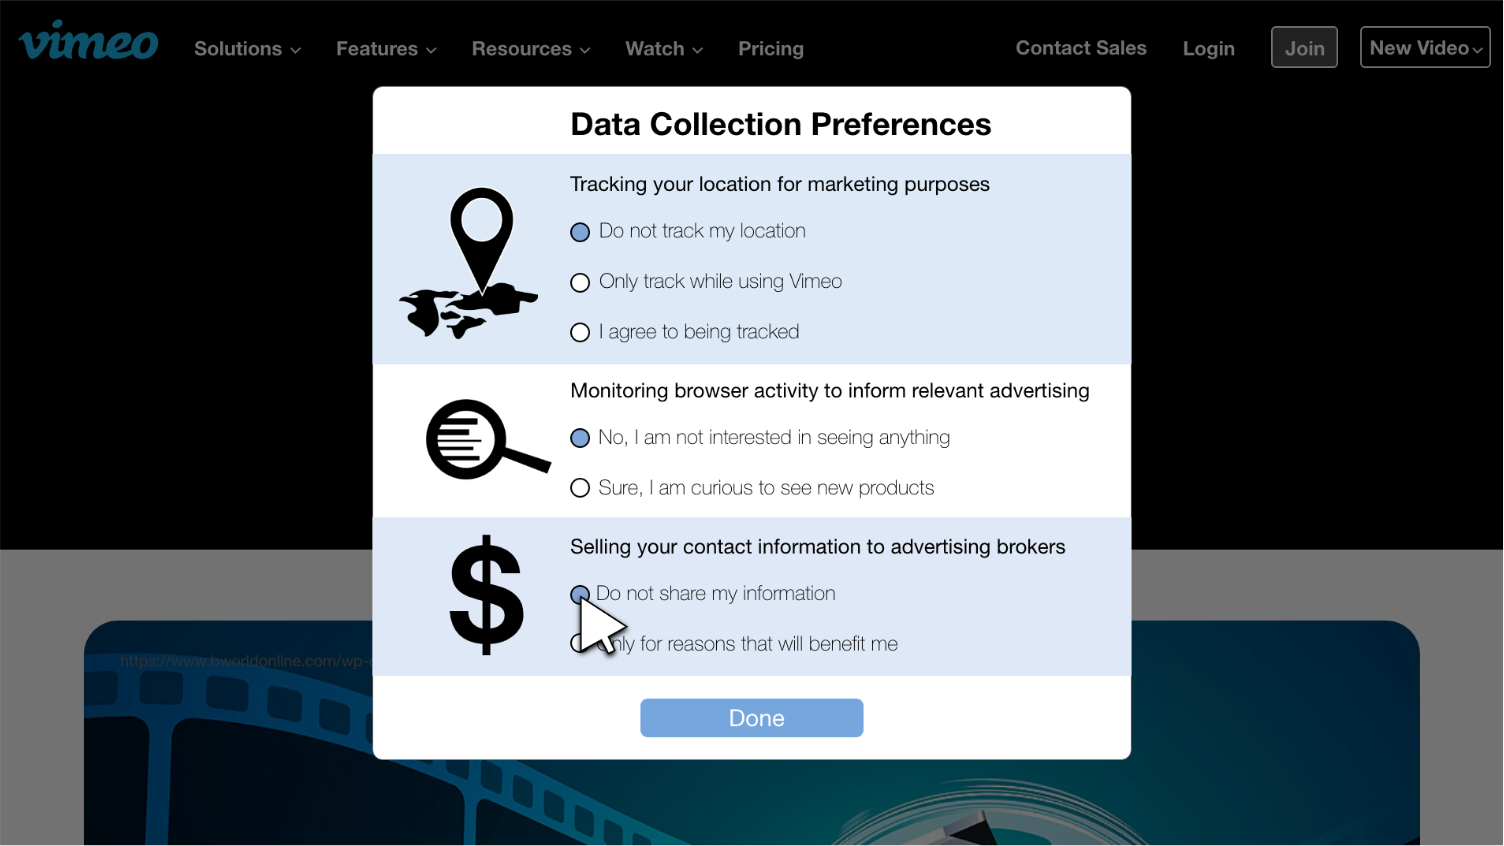 vimeo Solutions Features Resources Watch Pricing Contact Sales Login Join New Video
Data Collection Preferences
Tracking your location for marketing purposes
Do not track my location
Only track while using Vimeo
I agree to being tracked
Monitoring browser activity to inform relevant advertising
No, I am not interested in seeing anything
Sure, I am curious to see new products
$
Selling your contact information to advertising brokers
Do not share my information
for reasons that will benefit me
https://www.bworldonline.com/wp-
Done